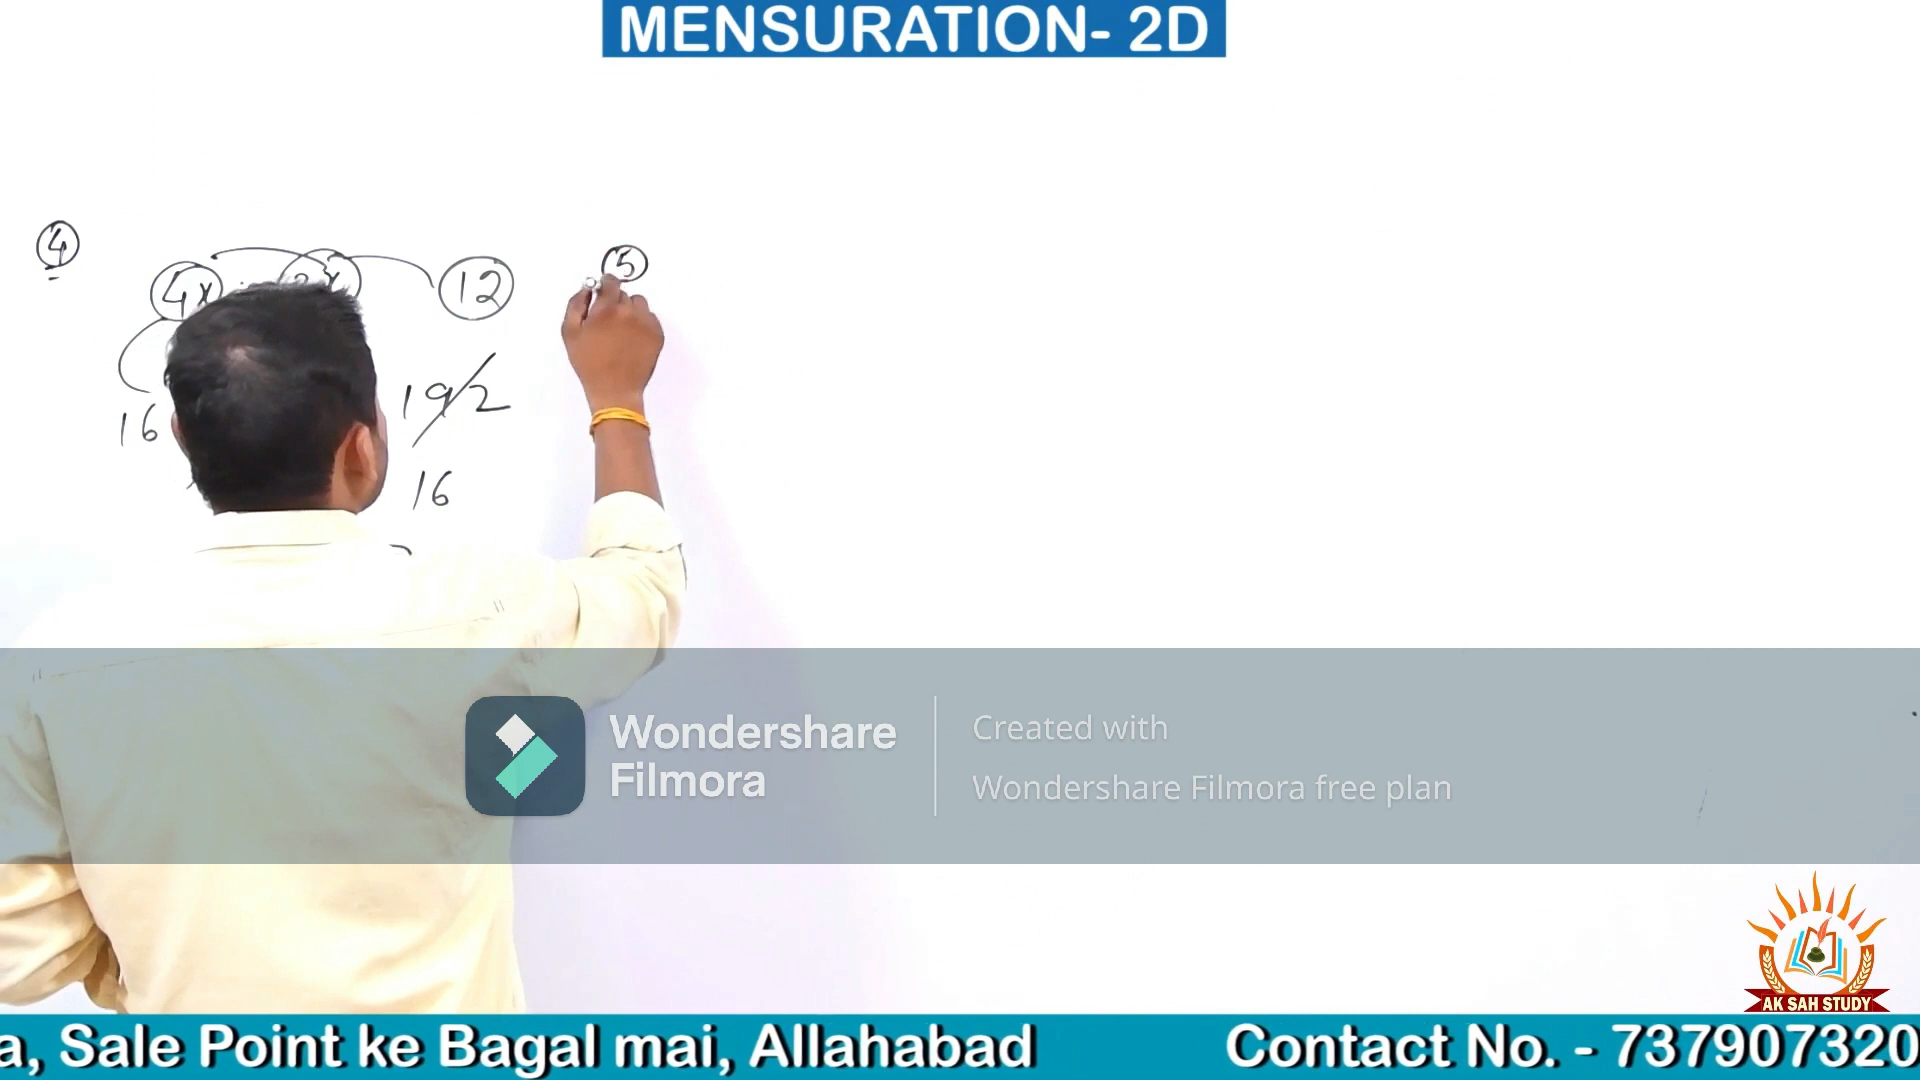 MENSURATION- 2D
4
4x 12
5
16 192
16
Wondershare
Filmora
Created with
Wondershare Filmora free plan
AK SAH STUDY
a, Sale Point ke Bagal mai, Allahabad Contact No. - 737907320